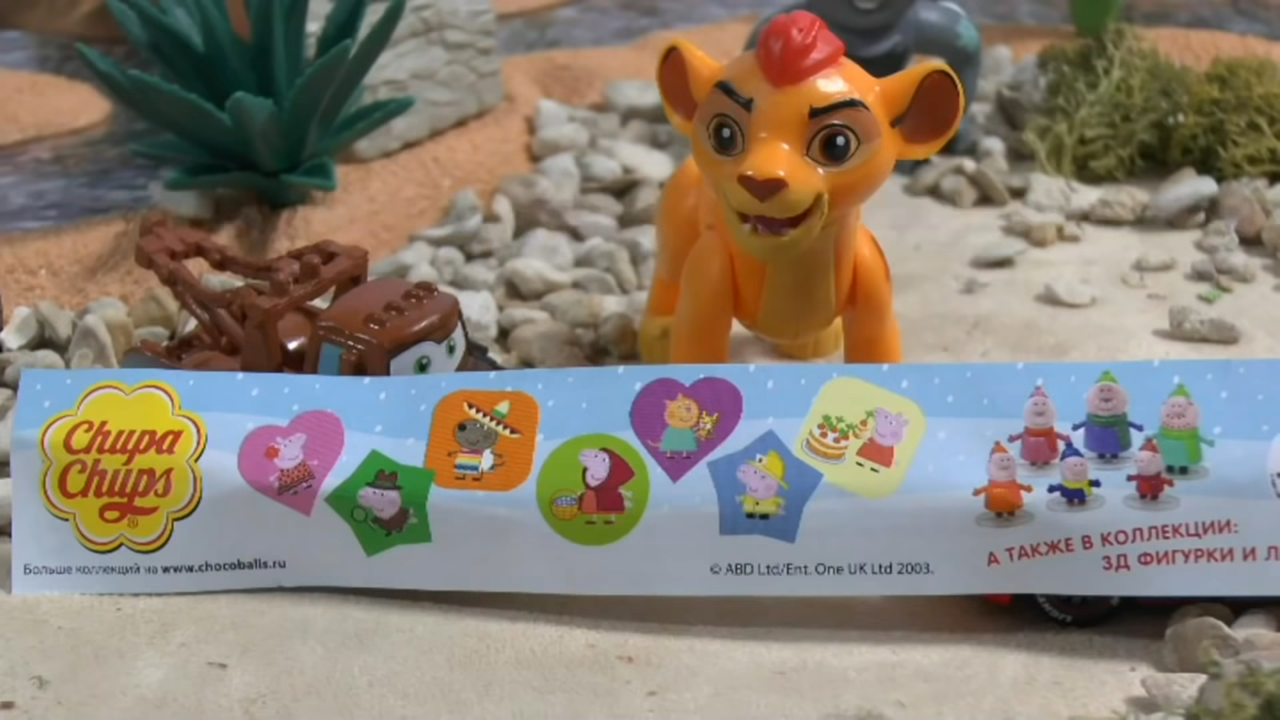 Chupa
Chups
®
Больше коллекций на www.chocoballs.ru
© ABD Ltd/Ent. One UK Ltd 2003.
А ТАКЖЕ В КОЛЛЕКЦИИ:
3Д ФИГУРКИ И Л